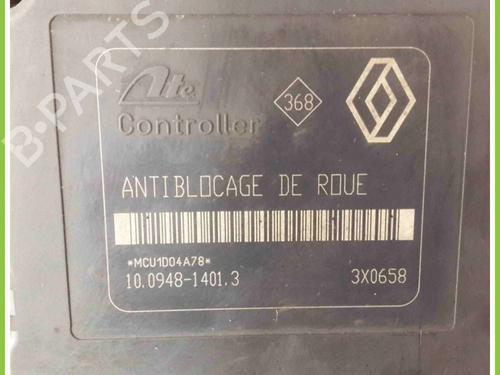 B-PARTS
Ate
Controller
368
ANTIBLOCAGE DE ROUE
*MCU1D04A78*
10.0948-1401.3
3X0658